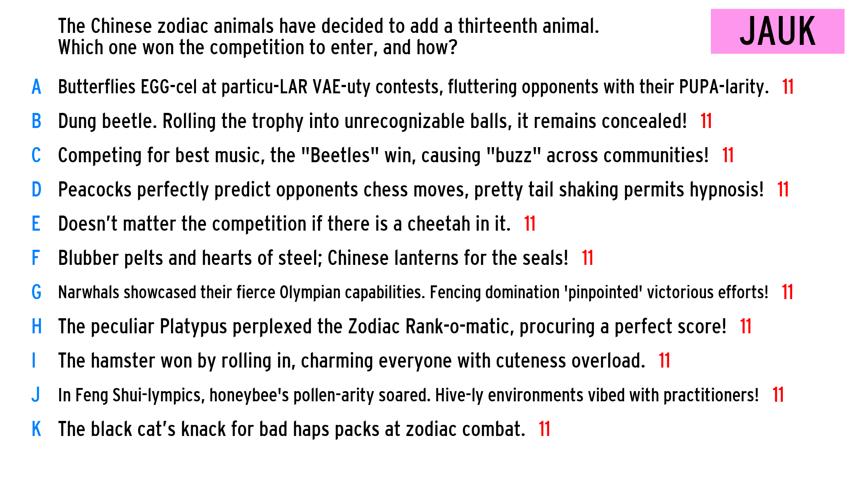 The Chinese zodiac animals have decided to add a thirteenth animal.
Which one won the competition to enter, and how?
JAUK
A Butterflies EGG-cel at particu-LAR VAE-uty contests, fluttering opponents with their PUPA-larity. 11
B Dung beetle. Rolling the trophy into unrecognizable balls, it remains concealed! 11
C Competing for best music, the "Beetles" win, causing "buzz" across communities! 11
D Peacocks perfectly predict opponents chess moves, pretty tail shaking permits hypnosis! 11
E Doesn't matter the competition if there is a cheetah in it. 11
F Blubber pelts and hearts of steel; Chinese lanterns for the seals! 11
G Narwhals showcased their fierce Olympian capabilities. Fencing domination 'pinpointed' victorious efforts! 11
H The peculiar Platypus perplexed the Zodiac Rank-o-matic, procuring a perfect score! 11
I The hamster won by rolling in, charming everyone with cuteness overload. 11
J In Feng Shui-lympics, honeybee's pollen-arity soared. Hive-ly environments vibed with practitioners! 11
K The black cat's knack for bad haps packs at zodiac combat. 11